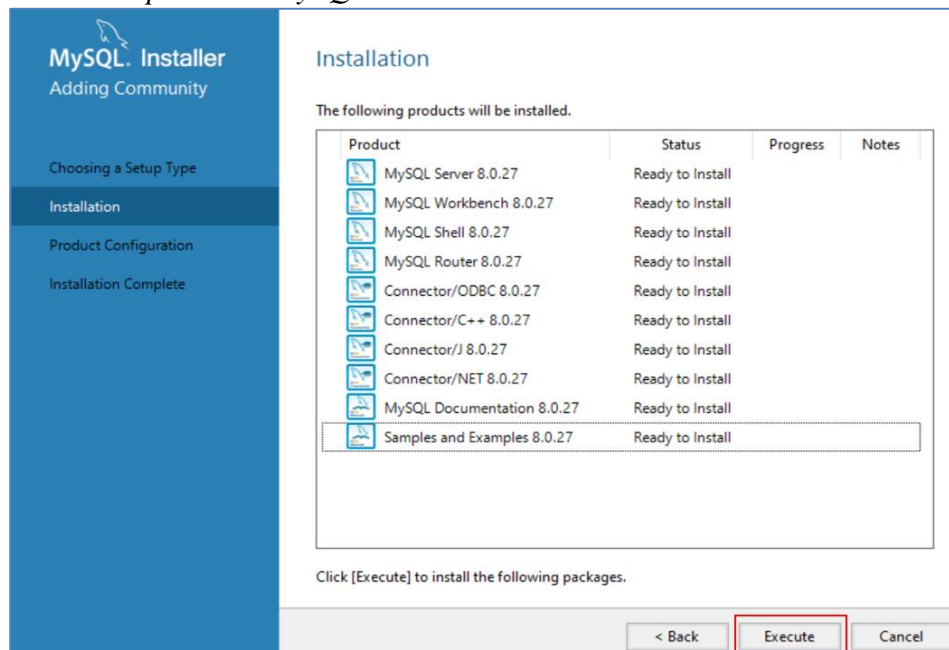 MySQL. Installer
Adding Community
Choosing a Setup Type
Installation
Product Configuration
Installation Complete
Installation
The following products will be installed.
Product Status Progress Notes
MySQL Server 8.0.27 Ready to Install
MySQL Workbench 8.0.27 Ready to Install
MySQL Shell 8.0.27 Ready to Install
MySQL Router 8.0.27 Ready to Install
Connector/ODBC 8.0.27 Ready to Install
Connector/C++ 8.0.27 Ready to Install
Connector/J 8.0.27 Ready to Install
Connector/NET 8.0.27 Ready to Install
MySQL Documentation 8.0.27 Ready to Install
Samples and Examples 8.0.27 Ready to Install
Click [Execute] to install the following packages.
< Back Execute Cancel